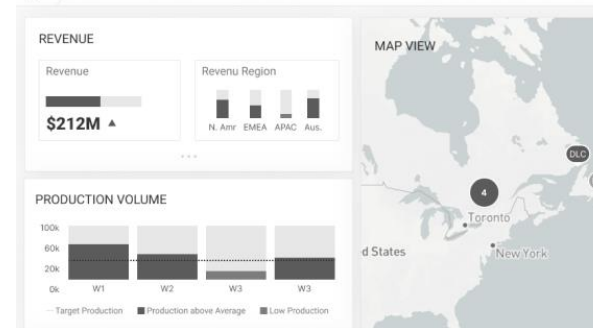 REVENUE
Revenue
$212M
Revenu Region
N. Amr EMEA APAC Aus.
PRODUCTION VOLUME
100k
60k
20k
0k
W1 W2 W3 W3
Target Production Production above Average Low Production
MAP VIEW
DLC
4
Toronto
d States
New York